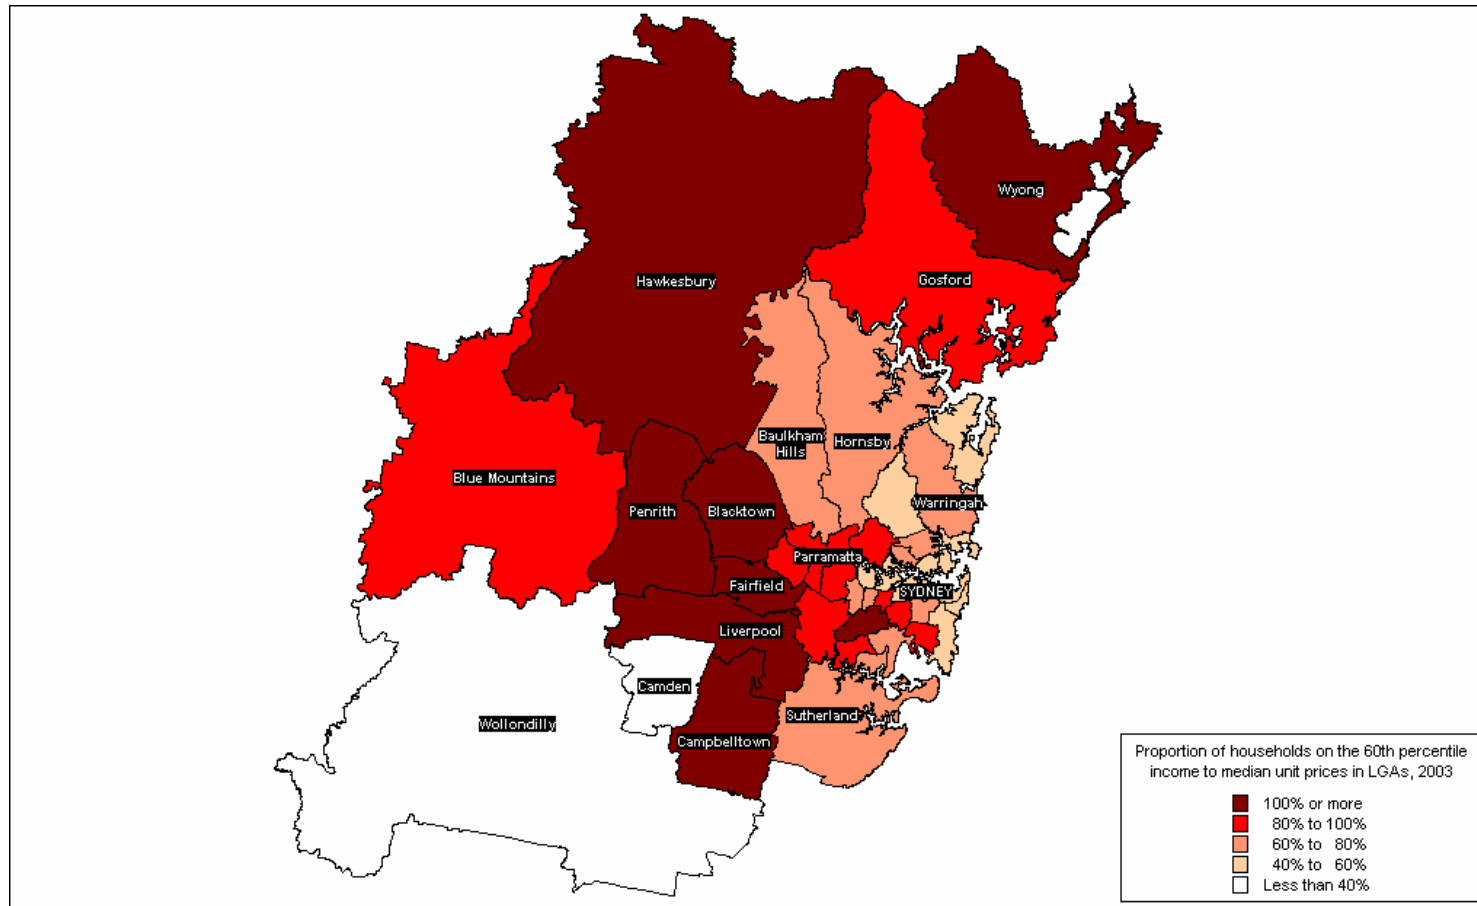 Wyong
Gosford
Hawkesbury
Baulkham
Hills
Hornsby
Blue Mountains
Warringah
Penrith
Blacktown
Parramatta
Fairfield
SYDNEY
Liverpool
Camden
Sutherland
Wollondilly
Campbelltown
Proportion of households on the 60th percentile
income to median unit prices in LGAs, 2003
100% or more
80% to 100%
60% to 80%
40% to 60%
Less than 40%